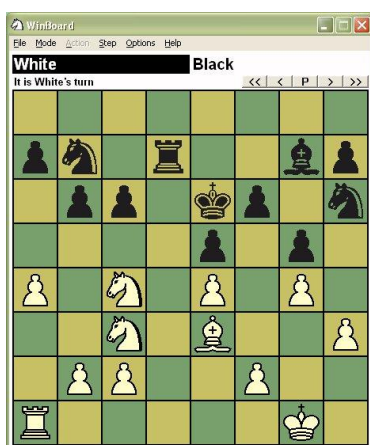 WinBoard
File Mode Action Step Options Help
White Black
It is White's turn << < P > >>